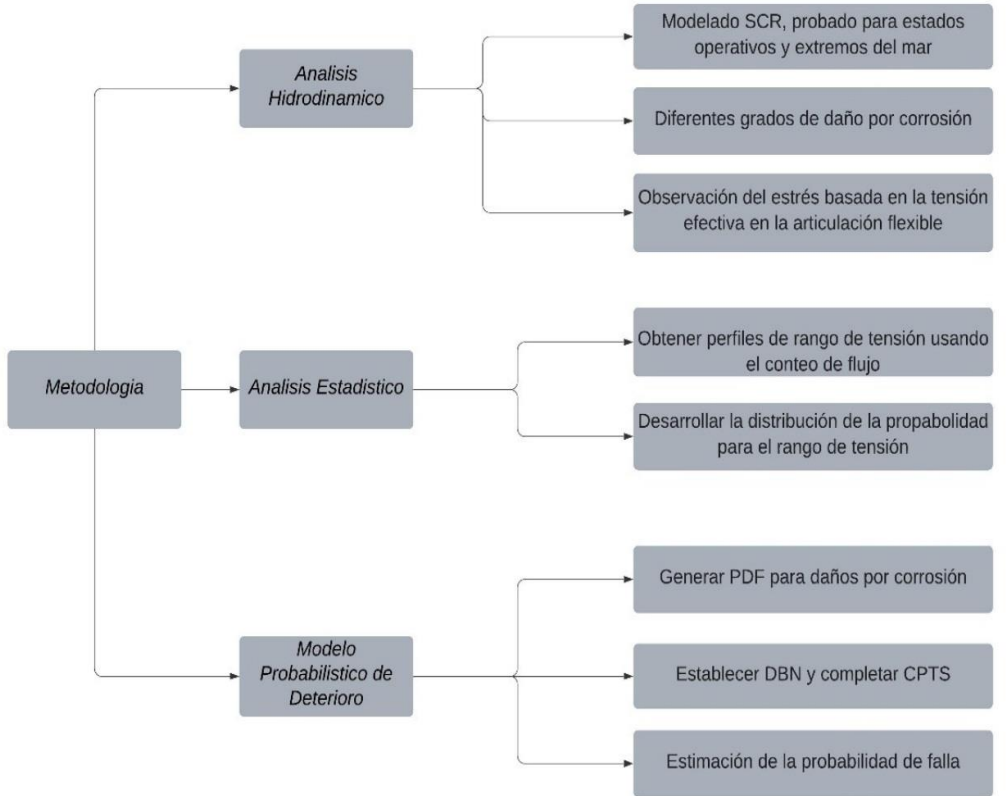 Modelado SCR, probado para estados
operativos y extremos del mar
Analisis
Hidrodinamico
Diferentes grados de daño por corrosión
Observación del estrés basada en la tensión
efectiva en la articulación flexible
Obtener perfiles de rango de tensión usando
el conteo de flujo
Metodologia
Analisis Estadistico
Desarrollar la distribución de la propabolidad
para el rango de tensión
Generar PDF para daños por corrosión
Modelo
Probabilistico de
Deterioro
Establecer DBN y completar CPTS
Estimación de la probabilidad de falla